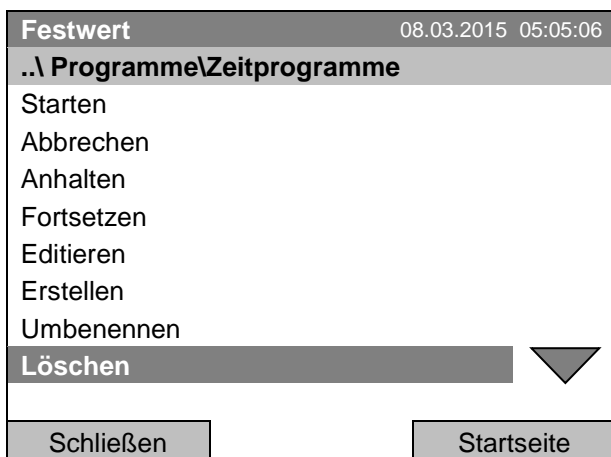 Festwert 08.03.2015 05:05:06
..\ Programme\Zeitprogramme
Starten
Abbrechen
Anhalten
Fortsetzen
Editieren
Erstellen
Umbenennen
Löschen
Schließen Startseite